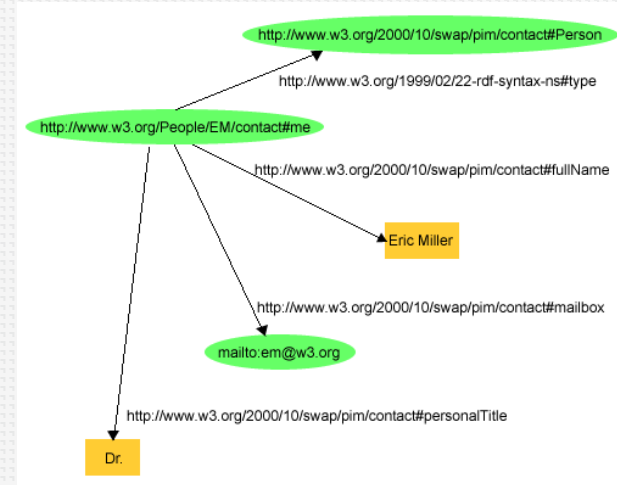 http://www.w3.org/2000/10/swap/pim/contact#Person
http://www.w3.org/1999/02/22-rdf-syntax-ns#type
http://www.w3.org/People/EM/contact#me
http://www.w3.org/2000/10/swap/pim/contact#fullName
Eric Miller
http://www.w3.org/2000/10/swap/pim/contact#mailbox
mailto:em@w3.org
http://www.w3.org/2000/10/swap/pim/contact#personalTitle
Dr.